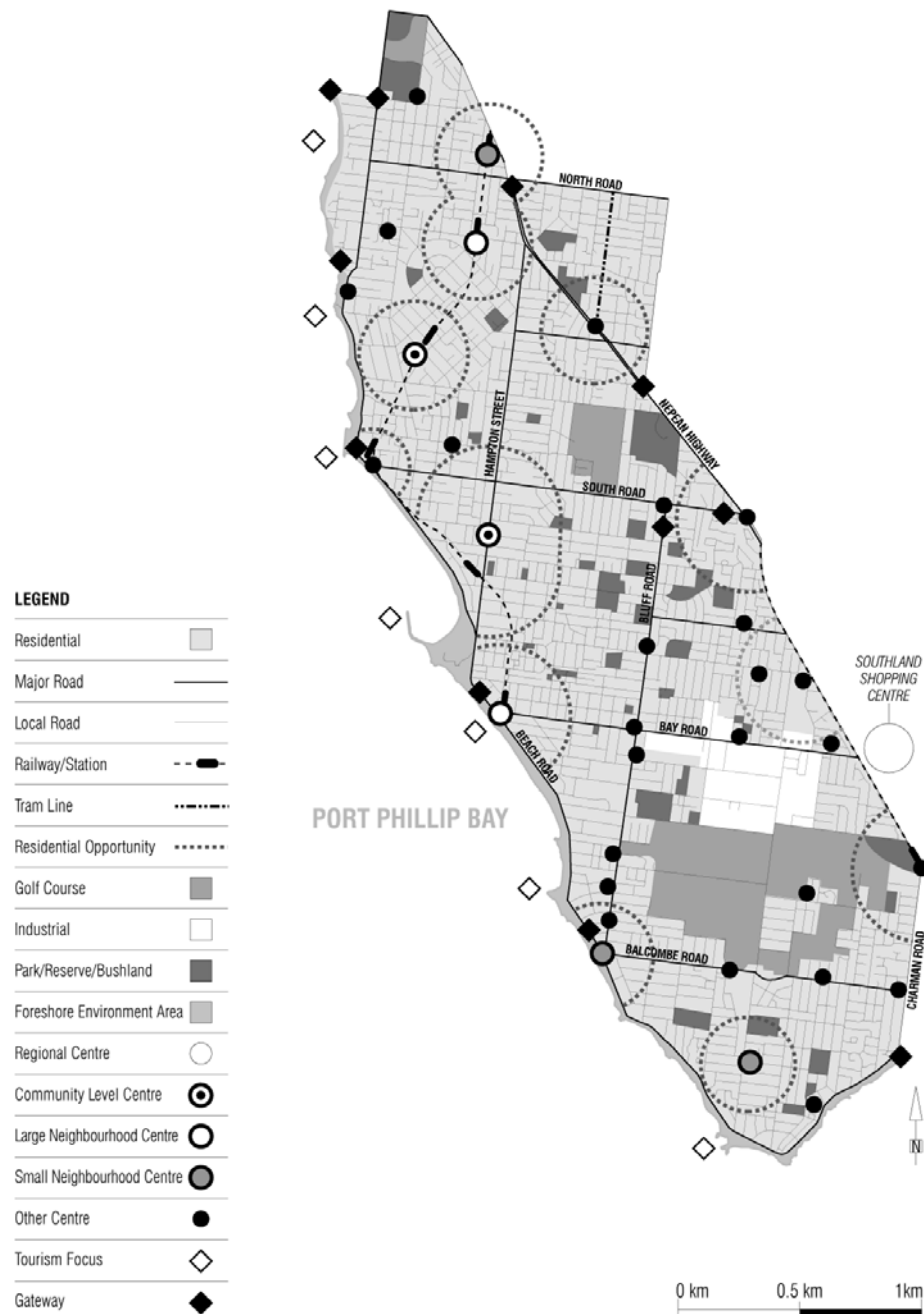 NORTH ROAD
HAMPTON STREET
NEPEAN HIGHWAY
SOUTH ROAD
BLUFF ROAD
SOUTHLAND
SHOPPING
CENTRE
BAY ROAD
BEACH ROAD
PORT PHILLIP BAY
BALCOMBE ROAD
CHARMAN ROAD
N
LEGEND
Residential
Major Road
Local Road
Railway/Station
Tram Line
Residential Opportunity
Golf Course
Industrial
Park/Reserve/Bushland
Foreshore Environment Area
Regional Centre
Community Level Centre
Large Neighbourhood Centre
Small Neighbourhood Centre
Other Centre
Tourism Focus
Gateway
0 km 0.5 km 1km